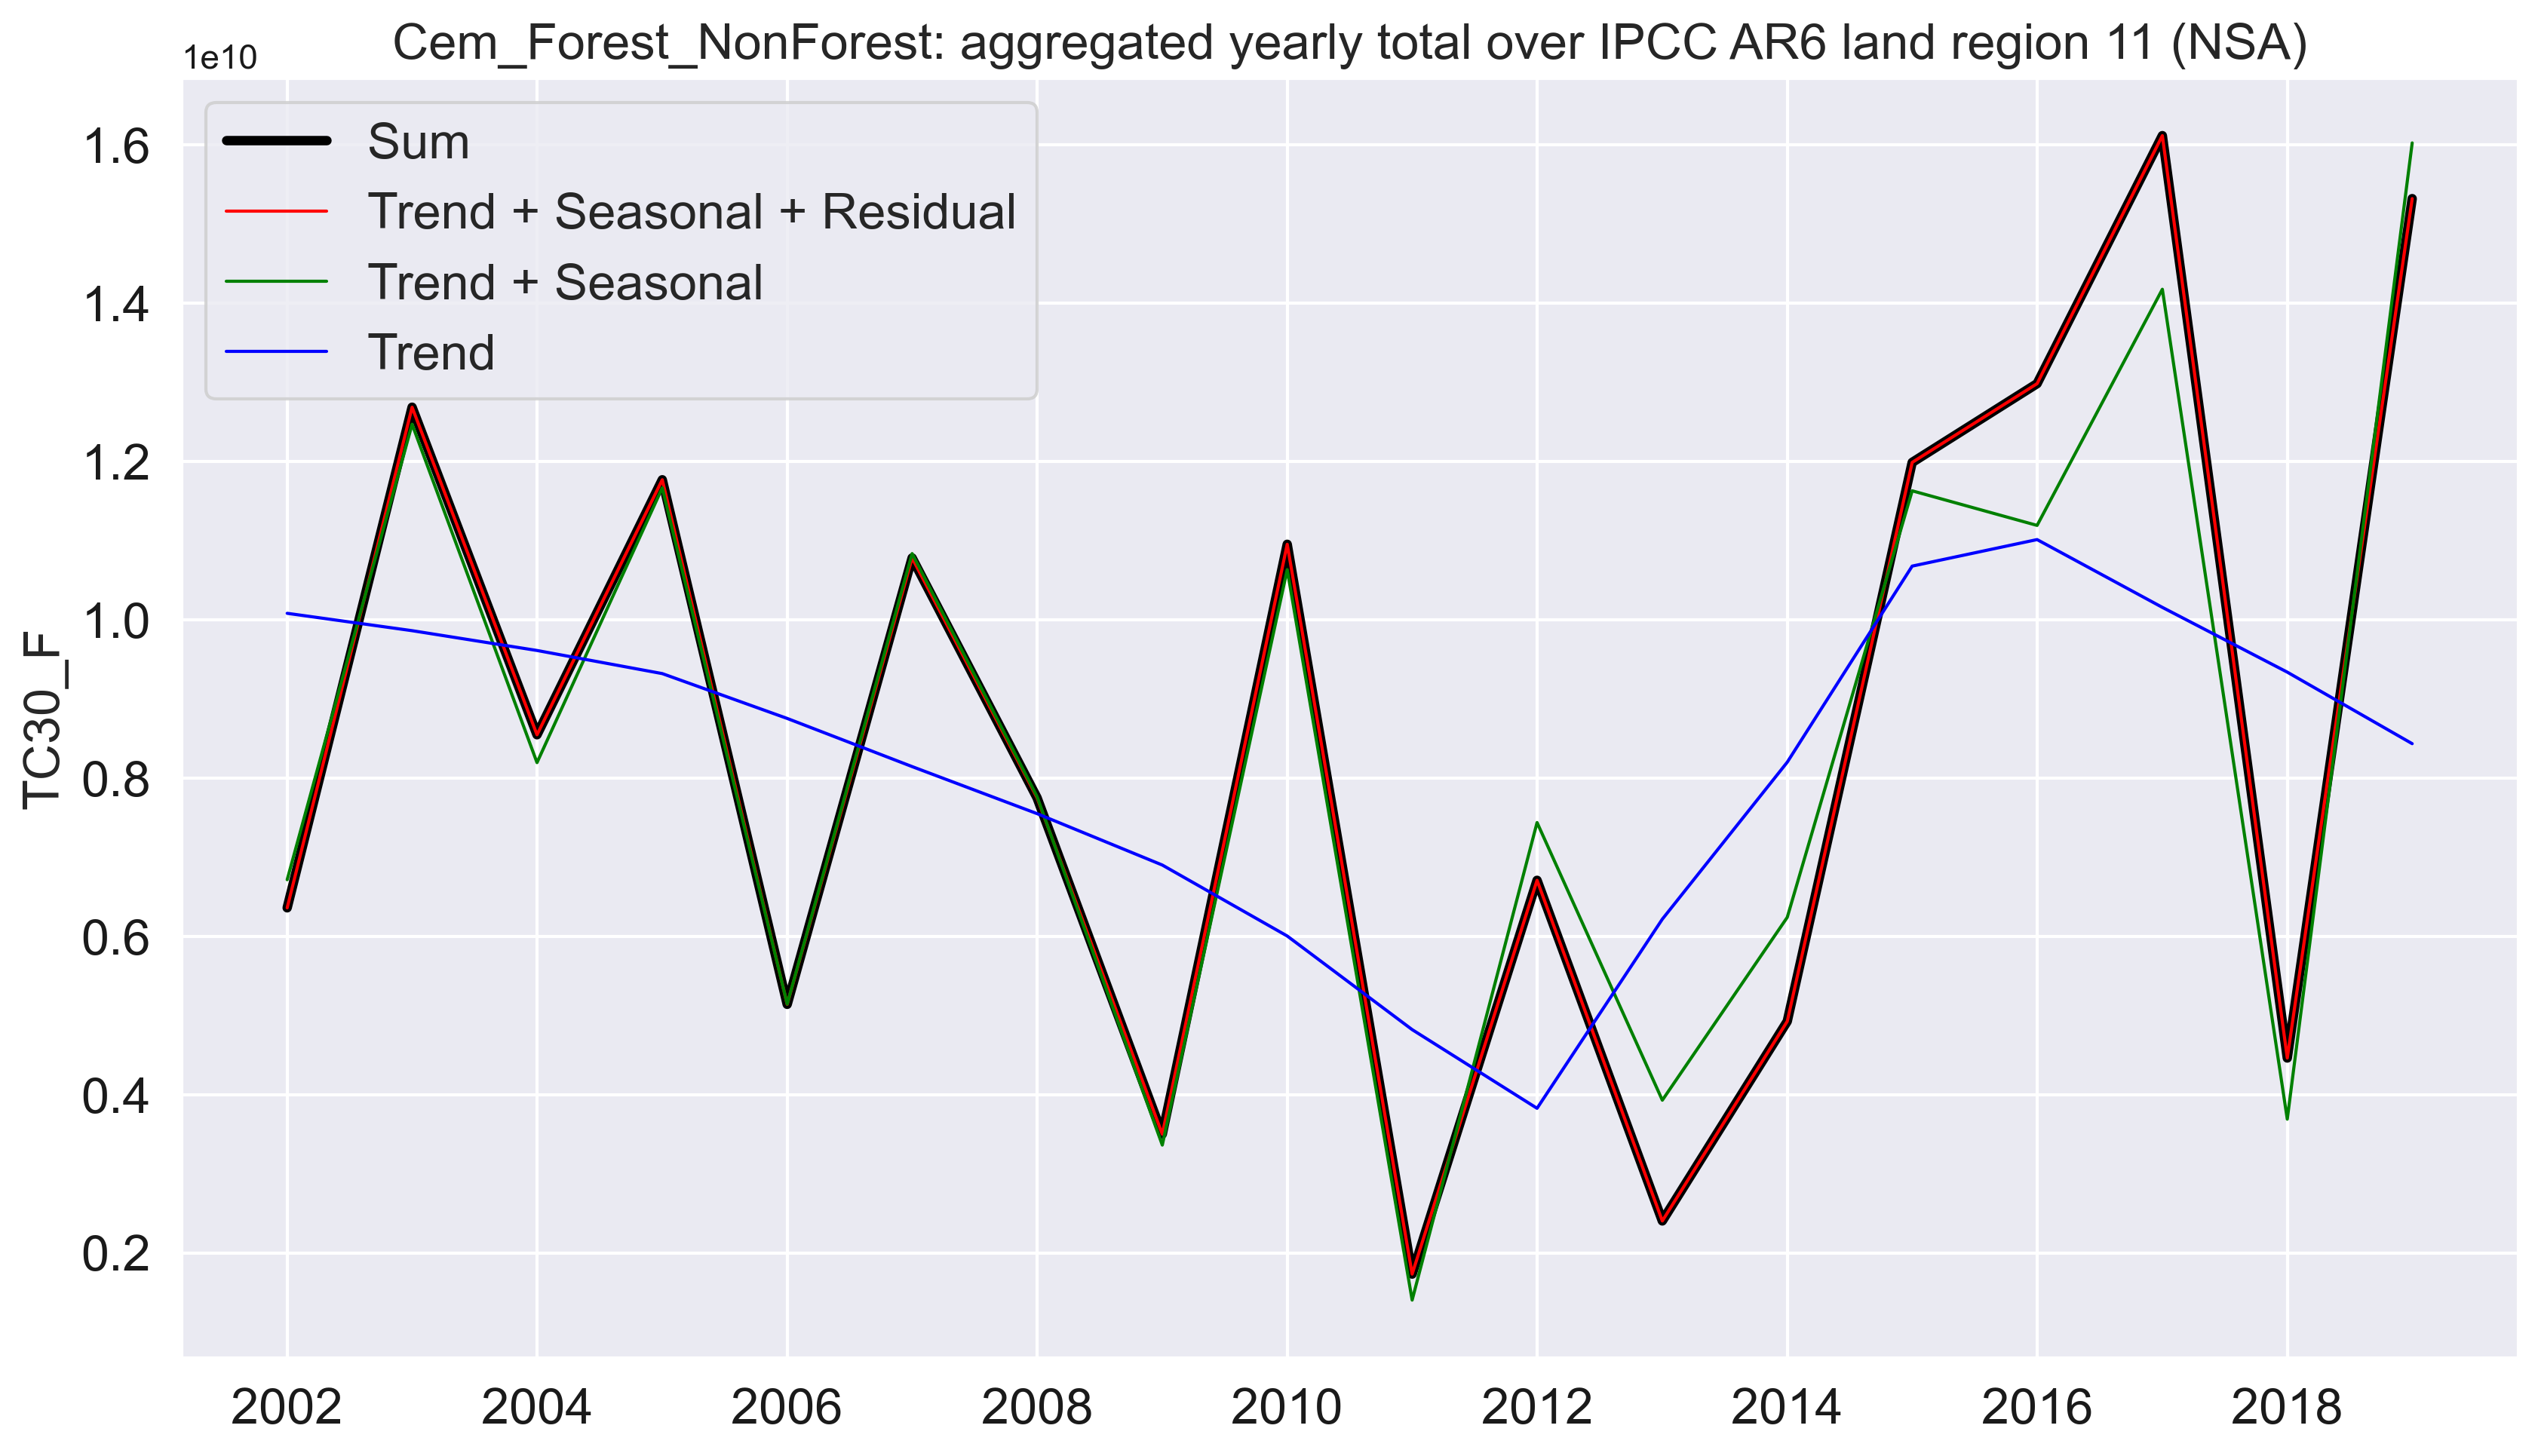 Cem_Forest_NonForest: aggregated yearly total over IPCC AR6 land region 11 (NSA)
1e10
Sum
Trend + Seasonal + Residual
Trend + Seasonal
Trend
1.6
1.4
1.2
1.0
0.8
0.6
0.4
0.2
TC30_F
2002 2004 2006 2008 2010 2012 2014 2016 2018